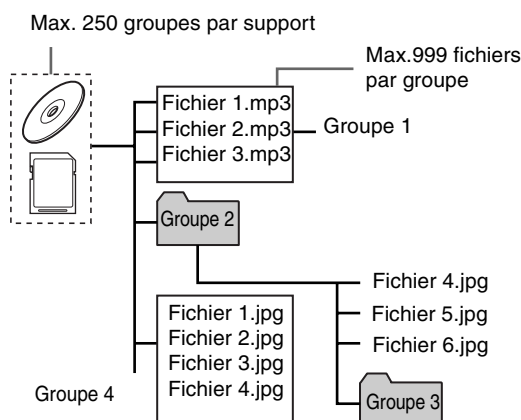 Max. 250 groupes par support
Max.999 fichiers
par groupe
Fichier 1.mp3
Fichier 2.mp3
Fichier 3.mp3
Groupe 1
Groupe 2
Fichier 4.jpg
Fichier 5.jpg
Fichier 6.jpg
Fichier 1.jpg
Fichier 2.jpg
Fichier 3.jpg
Fichier 4.jpg
Groupe 4
Groupe 3